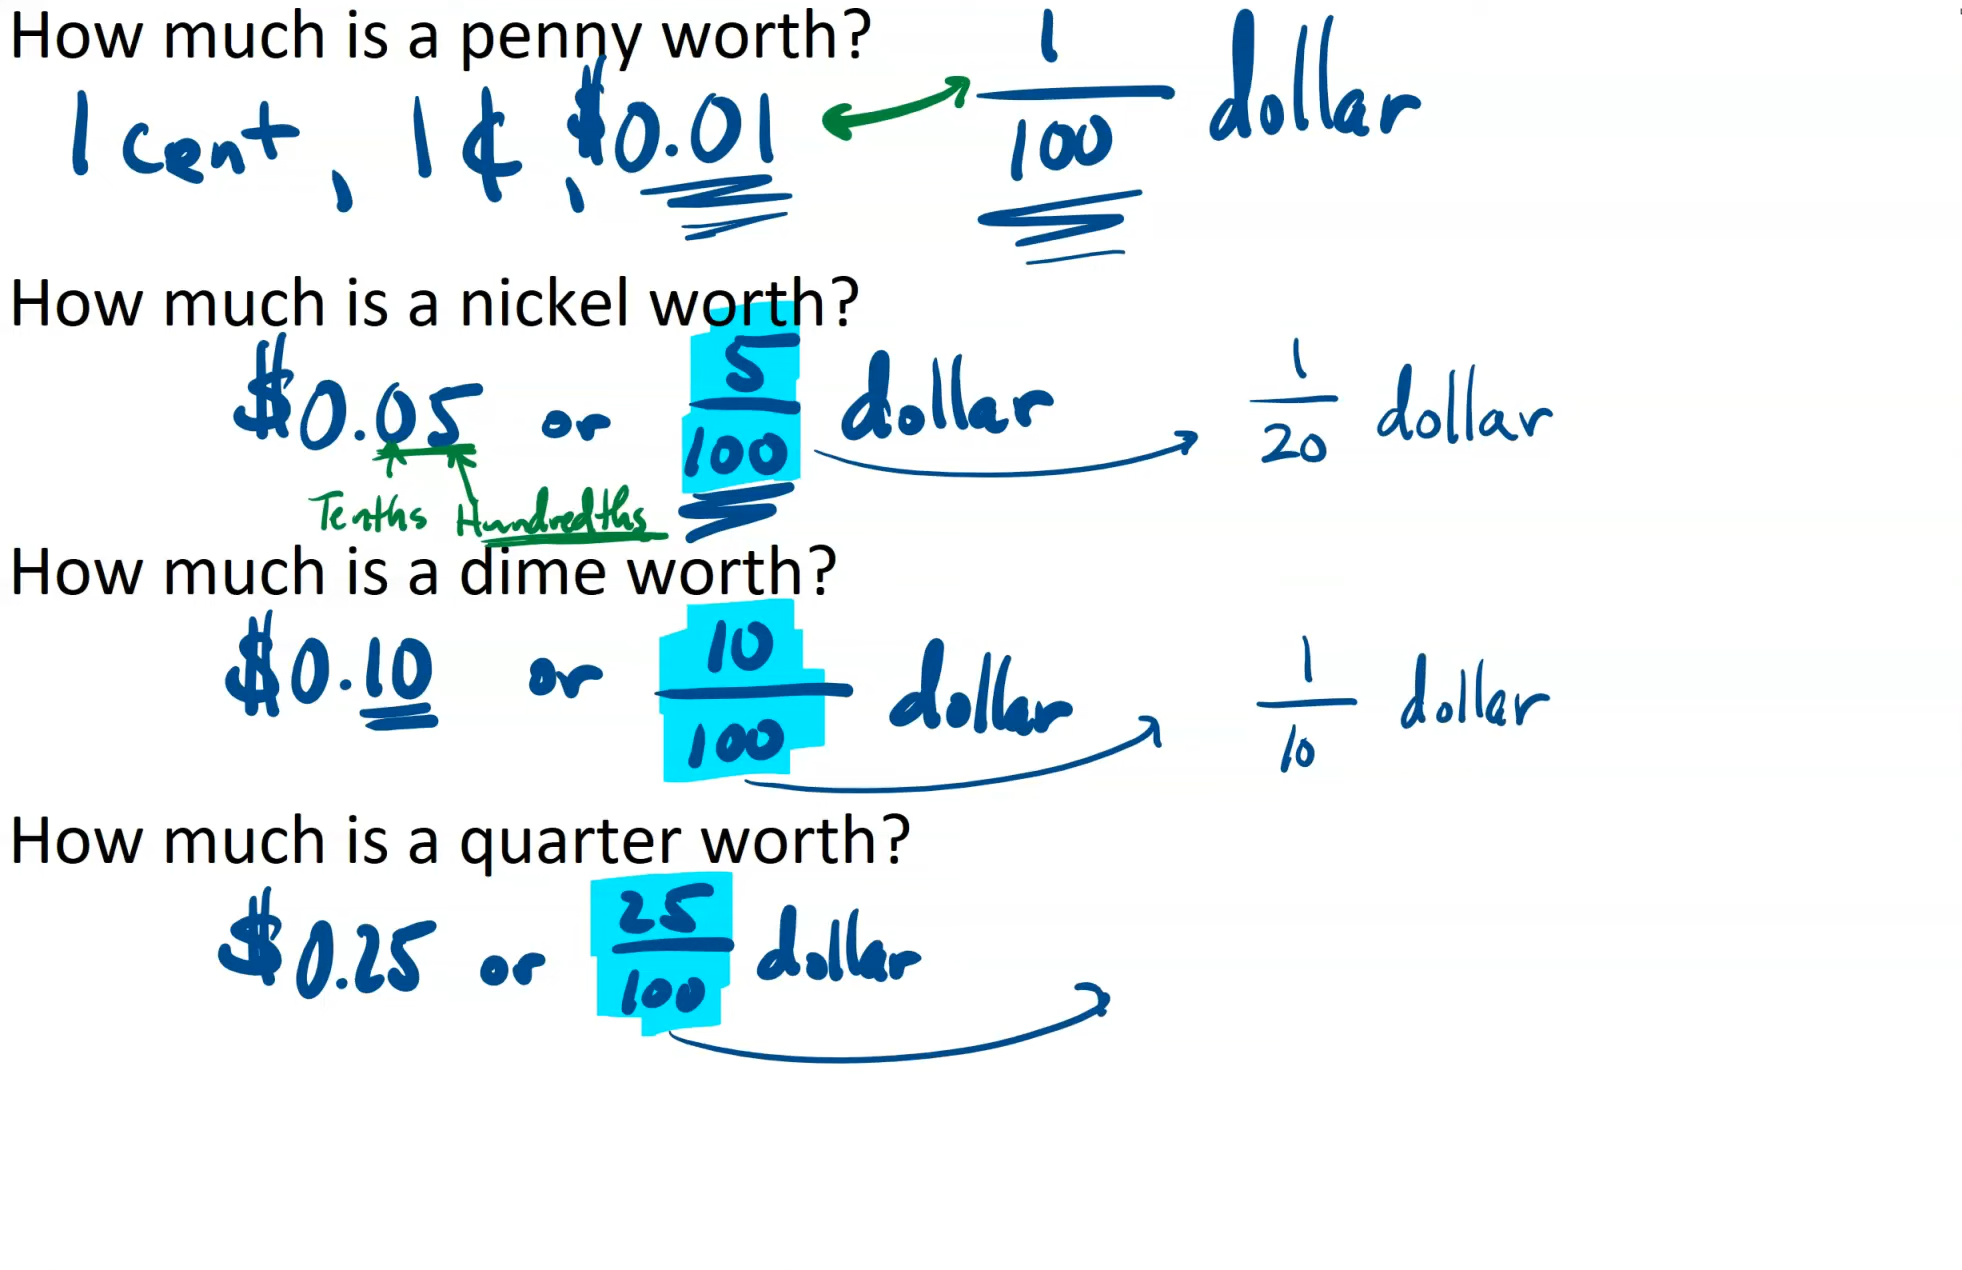 How much is a penny worth?
1 cent, 1¢, $0.01 1/100 dollar
How much is a nickel worth?
$0.05 or 5/100 dollar 1/20 dollar
Tenths Hundredths
How much is a dime worth?
$0.10 or 10/100 dollar 1/10 dollar
How much is a quarter worth?
$0.25 or 25/100 dollar